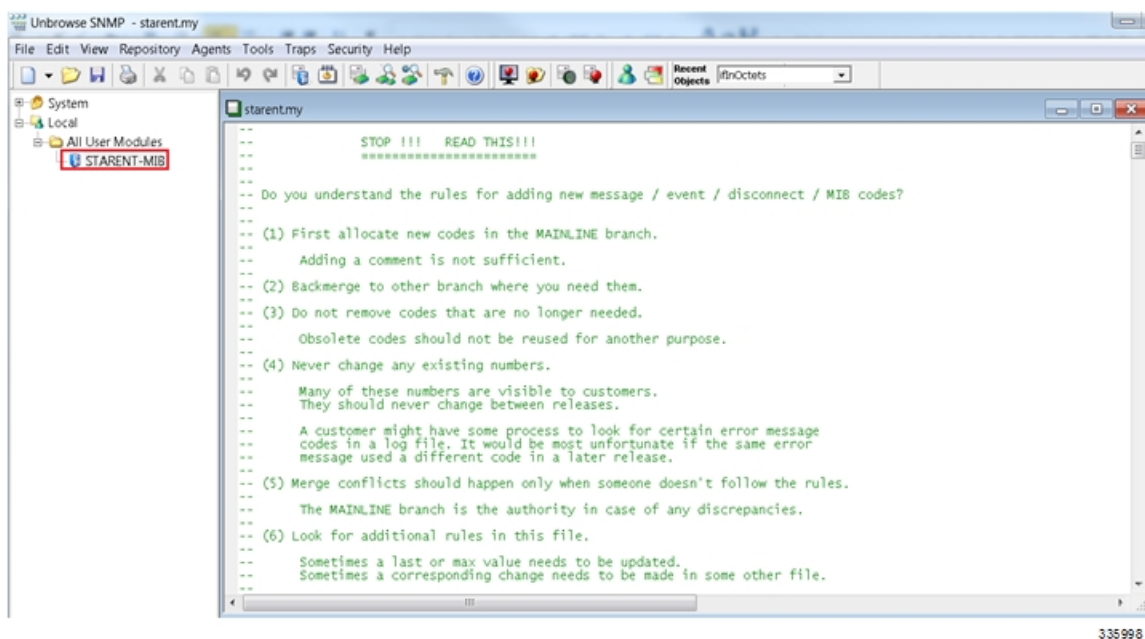 Unbrowse SNMP - starent.my
File Edit View Repository Agents Tools Traps Security Help
Recent
Objects
ifInOctets
System
Local
All User Modules
STARENT-MIB
starent.my
--
-- STOP !!! READ THIS!!!
-- ========================
--
--
-- Do you understand the rules for adding new message / event / disconnect / MIB codes?
--
--
-- (1) First allocate new codes in the MAINLINE branch.
--
-- Adding a comment is not sufficient.
--
-- (2) Backmerge to other branch where you need them.
--
-- (3) Do not remove codes that are no longer needed.
--
-- Obsolete codes should not be reused for another purpose.
--
-- (4) Never change any existing numbers.
--
-- Many of these numbers are visible to customers.
-- They should never change between releases.
--
-- A customer might have some process to look for certain error message
-- codes in a log file. It would be most unfortunate if the same error
-- message used a different code in a later release.
--
-- (5) Merge conflicts should happen only when someone doesn't follow the rules.
--
-- The MAINLINE branch is the authority in case of any discrepancies.
--
-- (6) Look for additional rules in this file.
--
-- Sometimes a last or max value needs to be updated.
-- Sometimes a corresponding change needs to be made in some other file.
--
335998